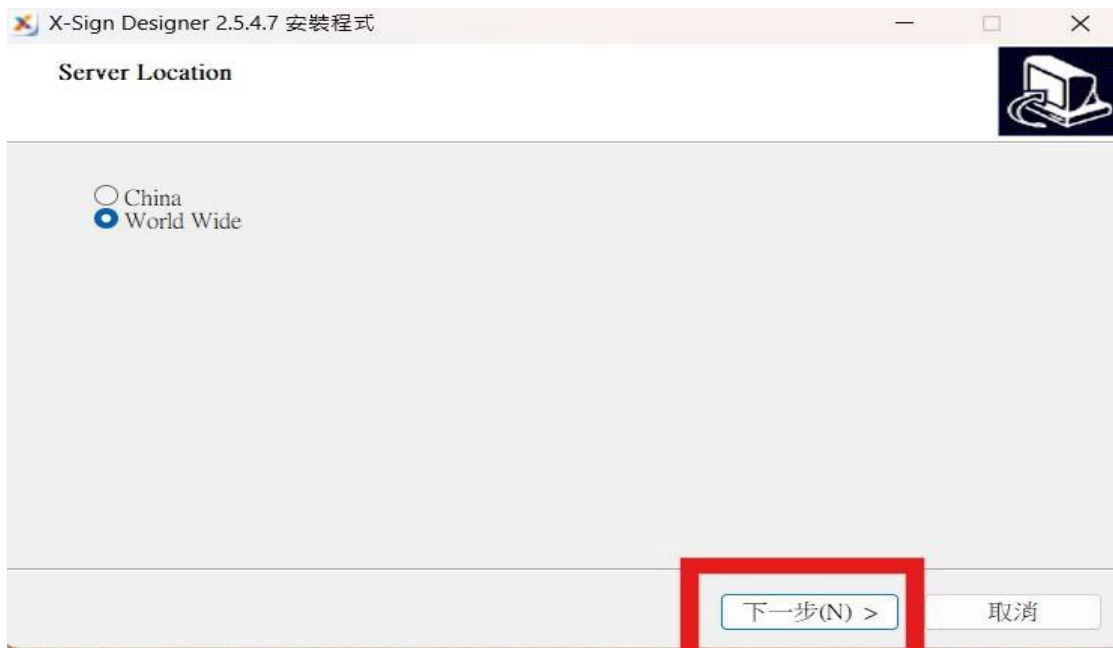 X-Sign Designer 2.5.4.7 安裝程式
Server Location
China
World Wide
下一步(N) >
取消